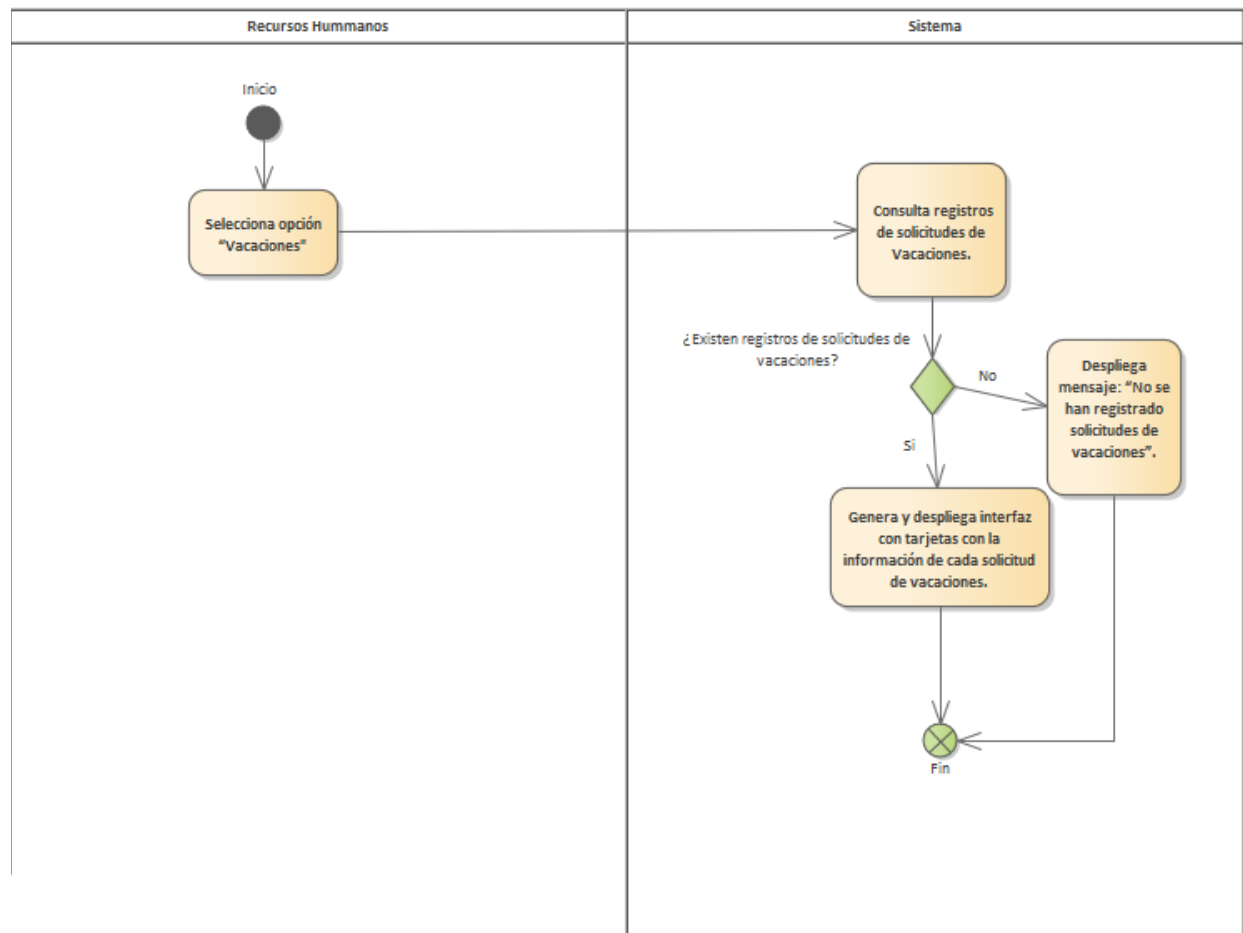 Recursos Hummanos
Sistema
Inicio
Selecciona opción
“Vacaciones”
Consulta registros
de solicitudes de
Vacaciones.
¿Existen registros de solicitudes de
vacaciones?
No
Despliega
mensaje: “No se
han registrado
solicitudes de
vacaciones”.
Si
Genera y despliega interfaz
con tarjetas con la
información de cada solicitud
de vacaciones.
Fin